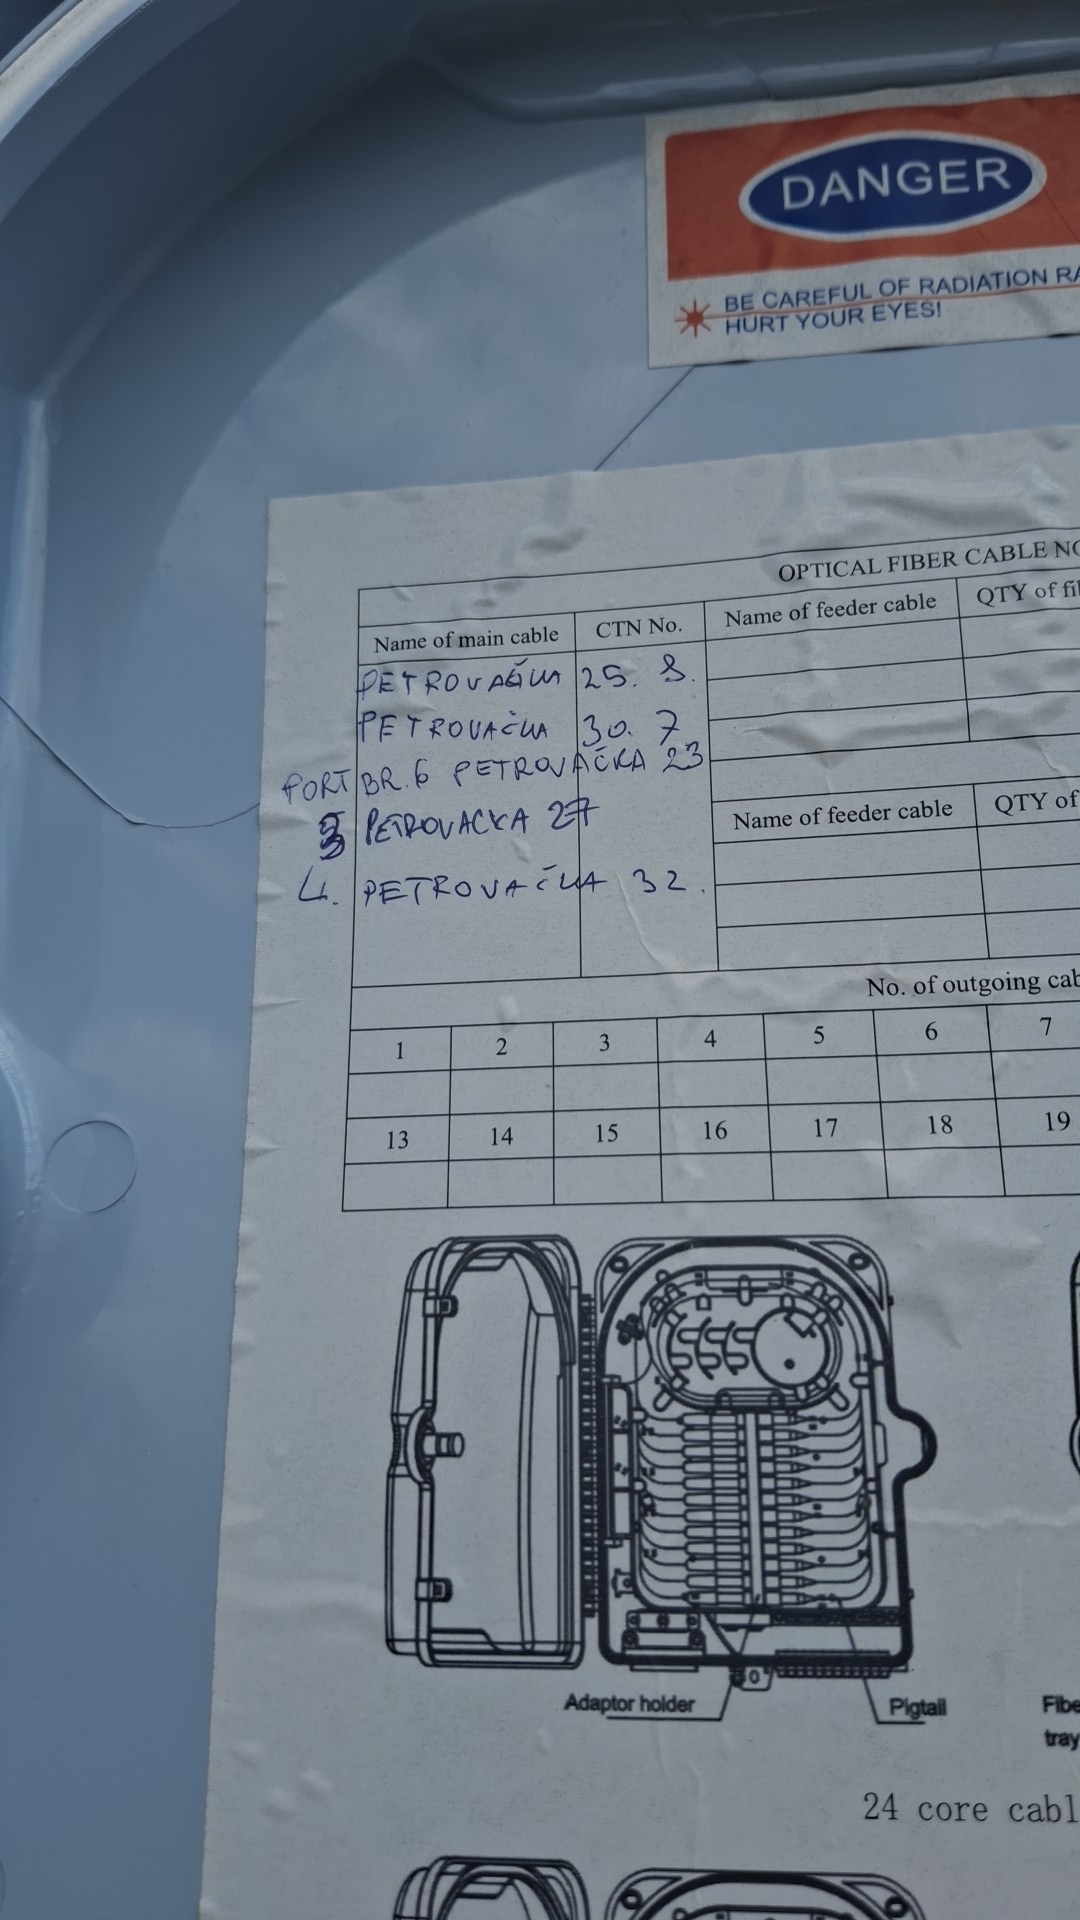 DANGER
BE CAREFUL OF RADIATION RA
HURT YOUR EYES!
OPTICAL FIBER CABLE NO
Name of main cable CTN No. Name of feeder cable QTY of fi
PETROVAČKA 25. 8.
PETROVAČKA 30. 7
PORT BR. 6 PETROVAČKA 23
PETROVACKA 27
4. PETROVAČKA 32.
Name of feeder cable QTY of
No. of outgoing cab
1 2 3 4 5 6 7
13 14 15 16 17 18 19
Adaptor holder Pigtail Fibe
tray
24 core cabl